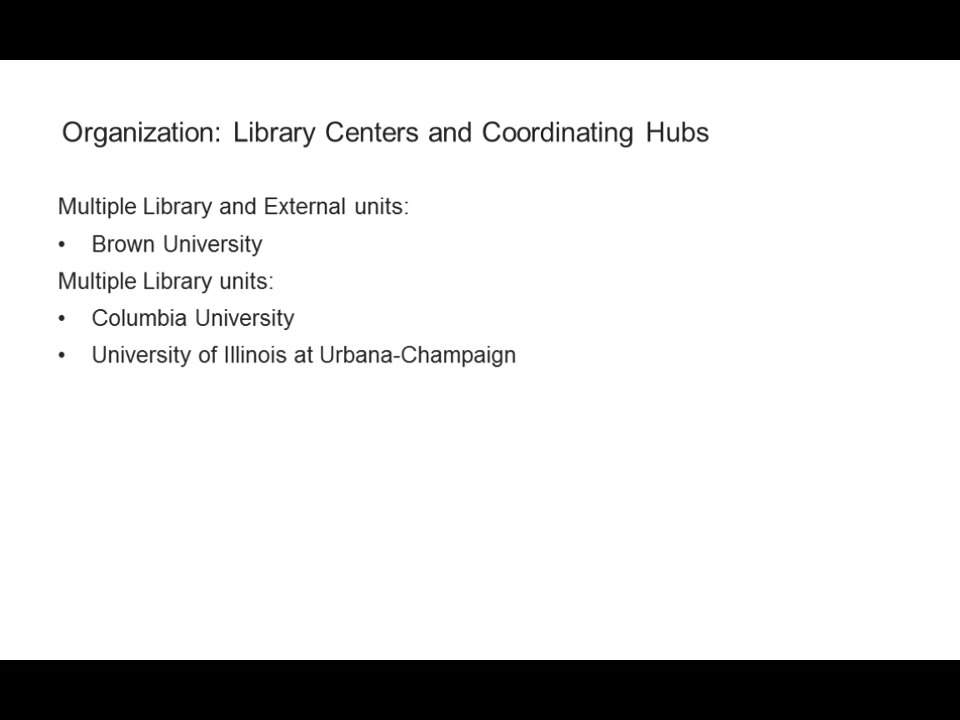 Organization: Library Centers and Coordinating Hubs
Multiple Library and External units:
• Brown University
Multiple Library units:
• Columbia University
• University of Illinois at Urbana-Champaign